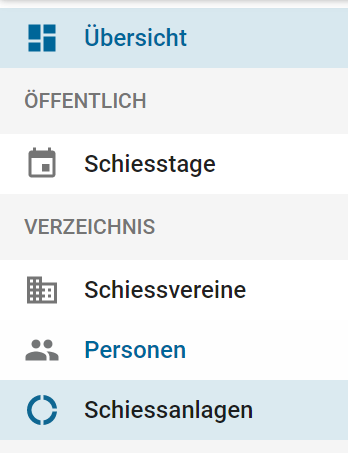 Übersicht
ÖFFENTLICH
Schiesstage
VERZEICHNIS
Schiessvereine
Personen
Schiessanlagen